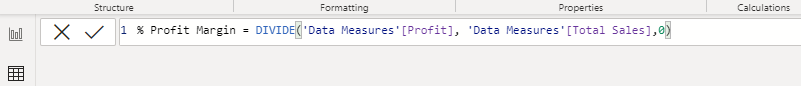 Structure Formatting Properties Calculations
1 % Profit Margin = DIVIDE('Data Measures'[Profit], 'Data Measures'[Total Sales],0)